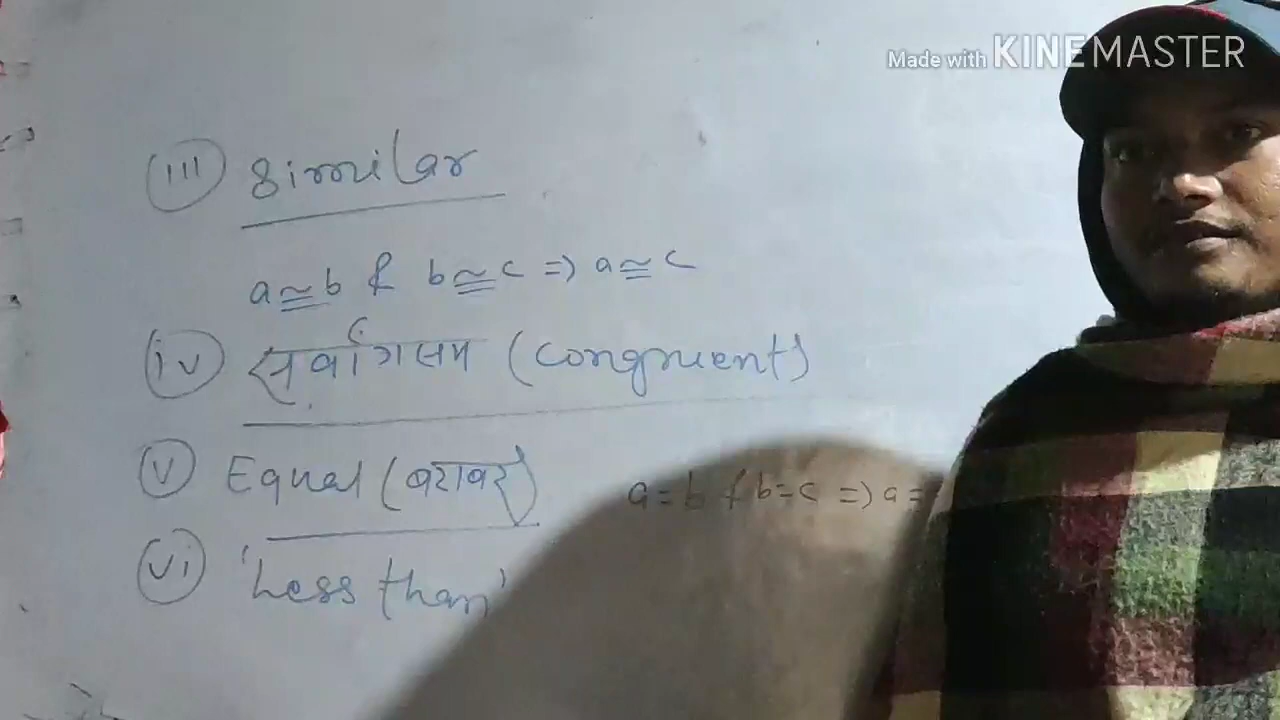 Made with KINEMASTER
(iii) Similar
a≅b & b≅c => a≅c
(iv) सर्वांगसम (congruent)
(v) Equal (बराबर) a=b & b=c => a=
(vi) 'Less than'